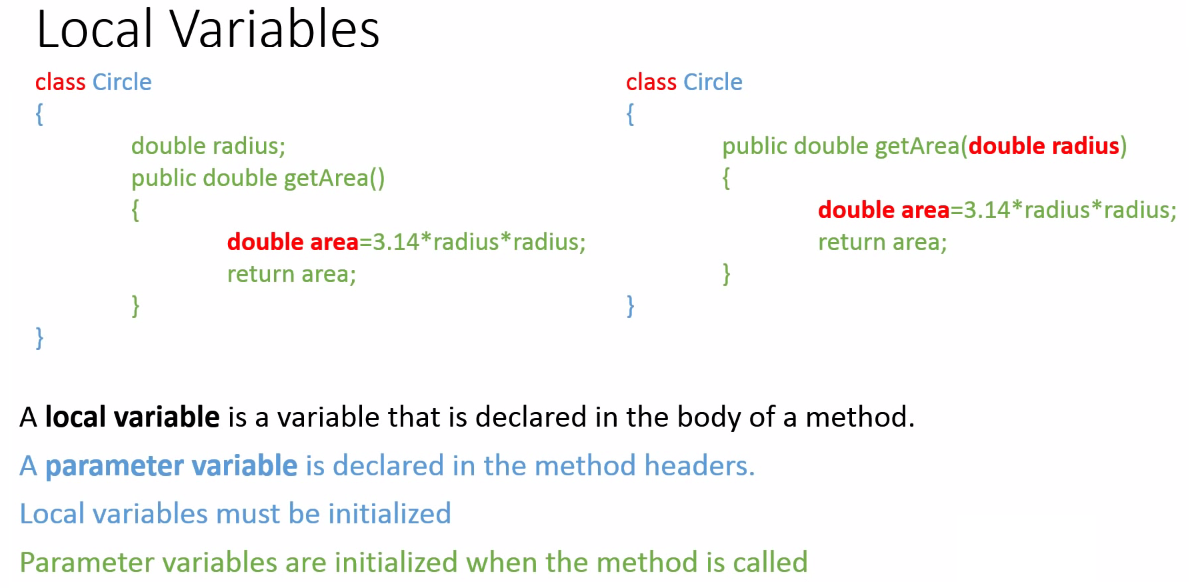 Local Variables
class Circle
{
double radius;
public double getArea()
{
double area=3.14*radius*radius;
return area;
}
}
class Circle
{
public double getArea(double radius)
{
double area=3.14*radius*radius;
return area;
}
}
A local variable is a variable that is declared in the body of a method.
A parameter variable is declared in the method headers.
Local variables must be initialized
Parameter variables are initialized when the method is called